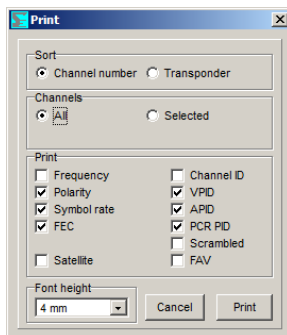 Print
Sort
Channel number Transponder
Channels
All Selected
Print
Frequency Channel ID
Polarity VPID
Symbol rate APID
FEC PCR PID
Scrambled
Satellite FAV
Font height
4 mm Cancel Print